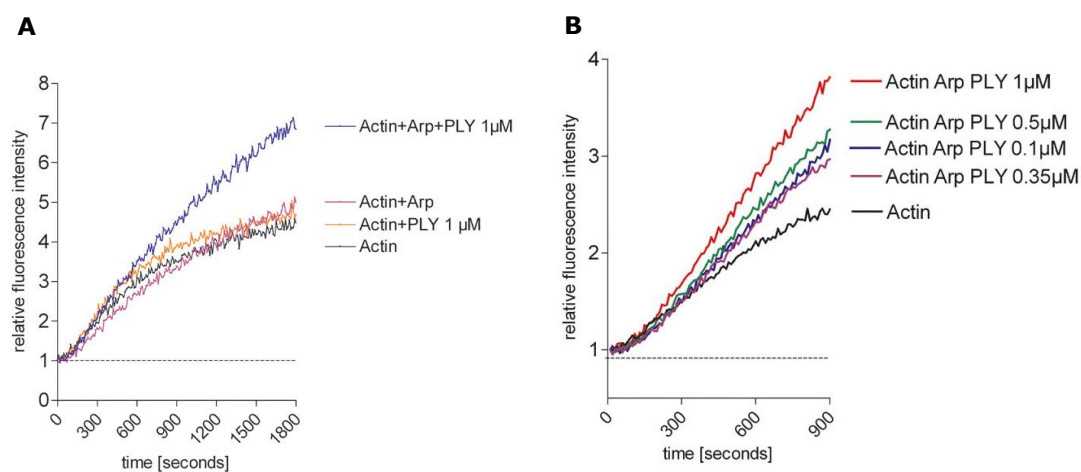 A
relative fluorescence intensity
8
7
6
5
4
3
2
1
0
0
300
600
900
1200
1500
1800
time [seconds]
Actin+Arp+PLY 1µM
Actin+Arp
Actin+PLY 1 µM
Actin
B
relative fluorescence intensity
4
3
2
1
0
300
600
900
time [seconds]
Actin Arp PLY 1µM
Actin Arp PLY 0.5µM
Actin Arp PLY 0.1µM
Actin Arp PLY 0.35µM
Actin